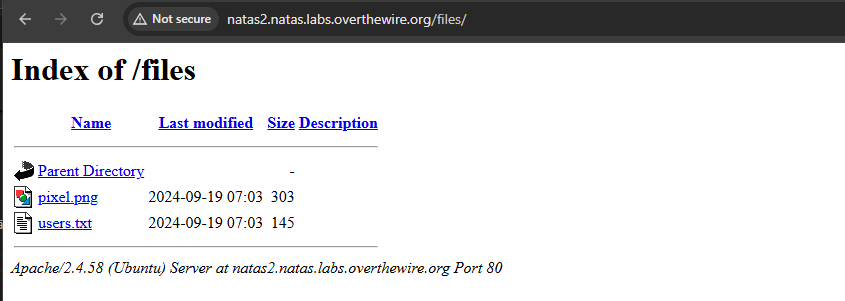 Not secure natas2.natas.labs.overthewire.org/files/
Index of /files
Name Last modified Size Description
Parent Directory -
pixel.png 2024-09-19 07:03 303
users.txt 2024-09-19 07:03 145
Apache/2.4.58 (Ubuntu) Server at natas2.natas.labs.overthewire.org Port 80